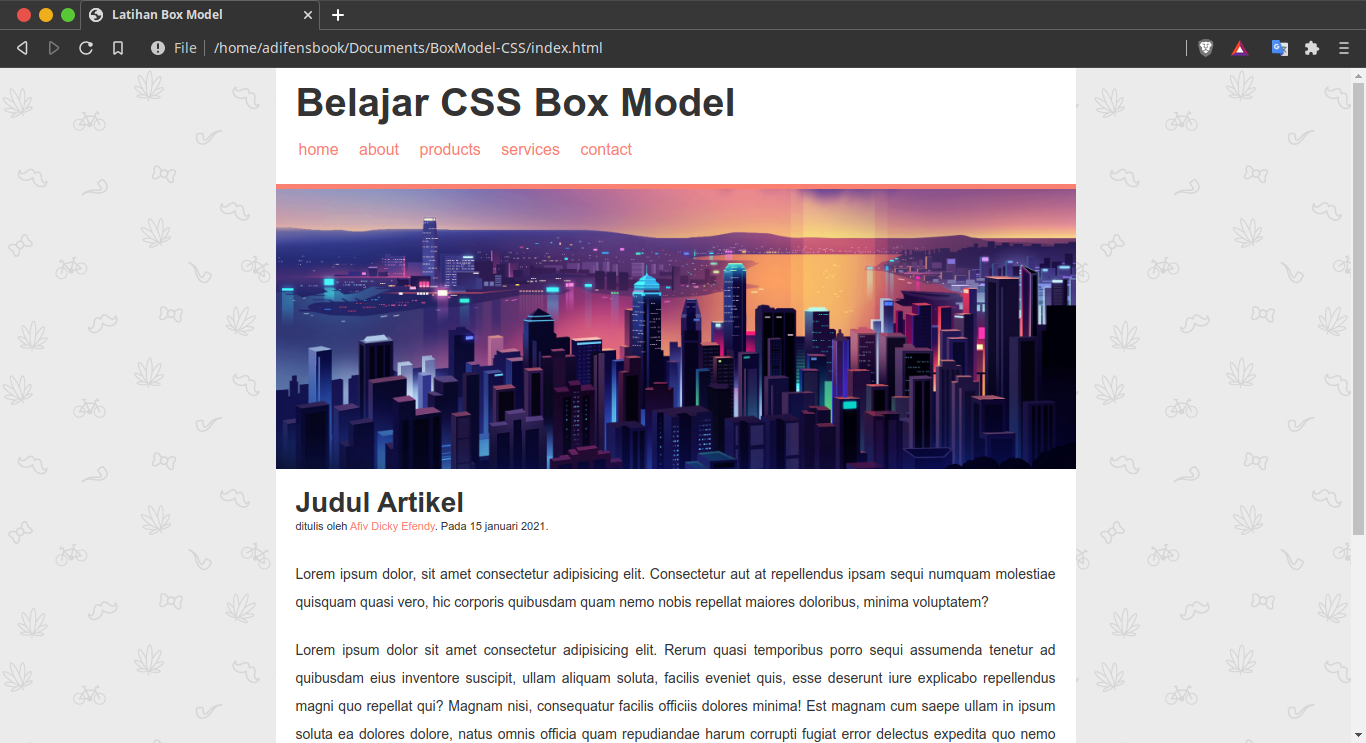 Latihan Box Model
File
/home/adifensbook/Documents/BoxModel-CSS/index.html
Belajar CSS Box Model
home about products services contact
Judul Artikel
ditulis oleh Afiv Dicky Efendy. Pada 15 januari 2021.
Lorem ipsum dolor, sit amet consectetur adipisicing elit. Consectetur aut at repellendus ipsam sequi numquam molestiae
quisquam quasi vero, hic corporis quibusdam quam nemo nobis repellat maiores doloribus, minima voluptatem?
Lorem ipsum dolor sit amet consectetur adipisicing elit. Rerum quasi temporibus porro sequi assumenda tenetur ad
quibusdam eius inventore suscipit, ullam aliquam soluta, facilis eveniet quis, esse deserunt iure explicabo repellendus
magni quo repellat qui? Magnam nisi, consequatur facilis officiis dolores minima! Est magnam cum saepe ullam in ipsum
soluta ea dolores dolore, natus omnis officia quam repudiandae harum corrupti fugiat error delectus expedita quo nemo